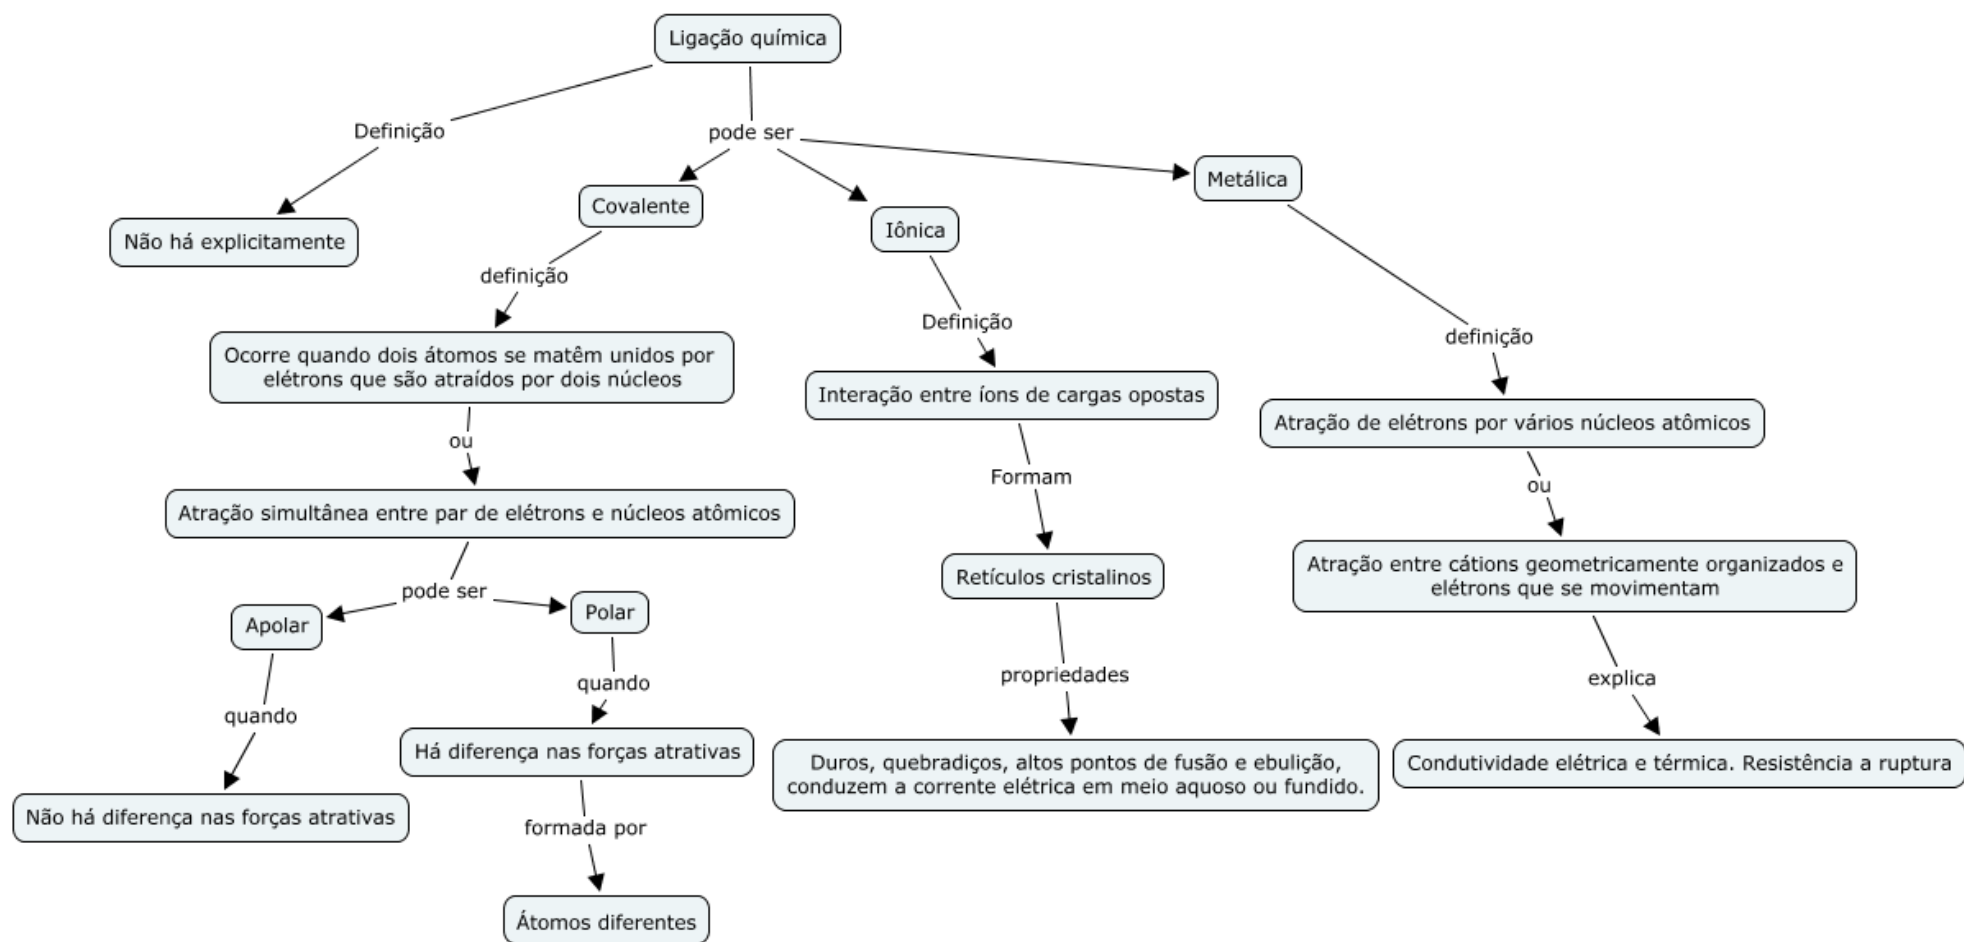 Ligação química
Definição
pode ser
Não há explicitamente
Covalente
Iônica
Metálica
definição
Ocorre quando dois átomos se matêm unidos por
elétrons que são atraídos por dois núcleos
ou
Atração simultânea entre par de elétrons e núcleos atômicos
pode ser
Apolar
Polar
quando
Não há diferença nas forças atrativas
quando
Há diferença nas forças atrativas
formada por
Átomos diferentes
Definição
Interação entre íons de cargas opostas
Formam
Retículos cristalinos
propriedades
Duros, quebradiços, altos pontos de fusão e ebulição,
conduzem a corrente elétrica em meio aquoso ou fundido.
definição
Atração de elétrons por vários núcleos atômicos
ou
Atração entre cátions geometricamente organizados e
elétrons que se movimentam
explica
Condutividade elétrica e térmica. Resistência a ruptura